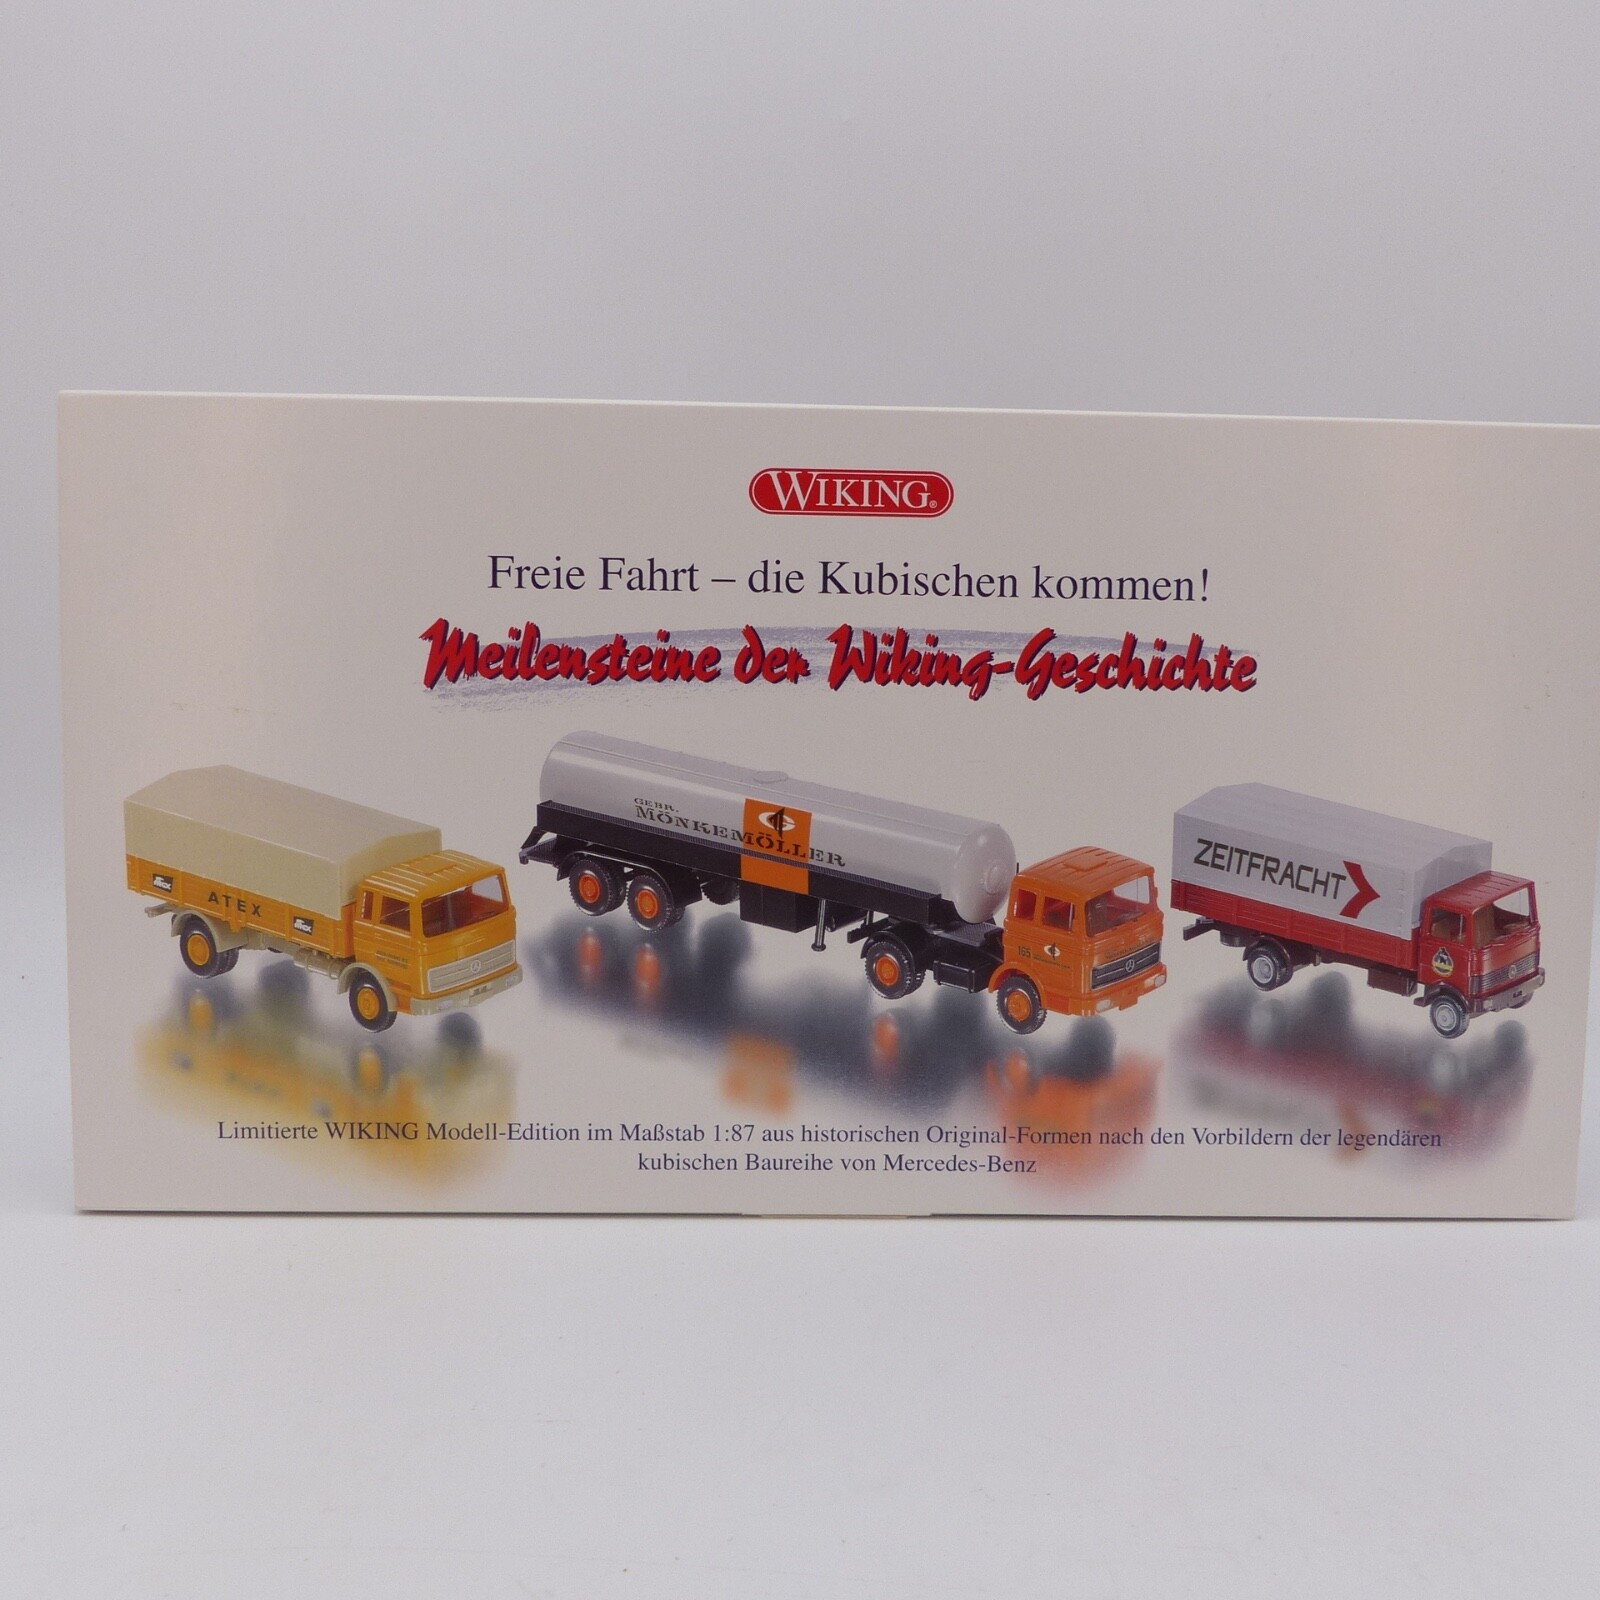 WIKING®
Freie Fahrt – die Kubischen kommen!
Meilensteine der Wiking-Geschichte
ATEX
GEBR.
MÖNKEMÖLLER
165
ZEITFRACHT
Limitierte WIKING Modell-Edition im Maßstab 1:87 aus historischen Original-Formen nach den Vorbildern der legendären
kubischen Baureihe von Mercedes-Benz